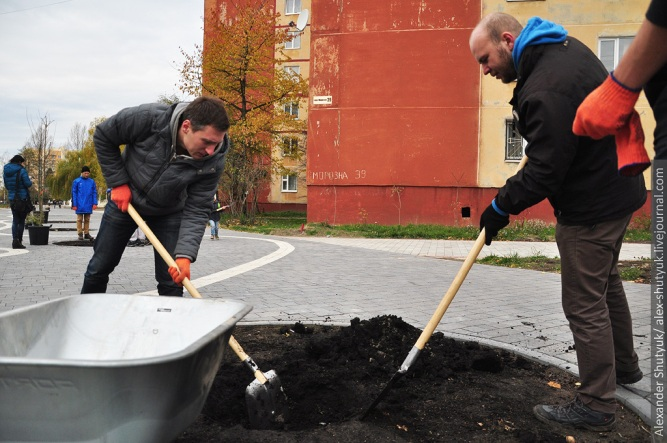 МОРОЗА 39
Alexander Shutyuk/ alex-shutyuk.livejournal.com